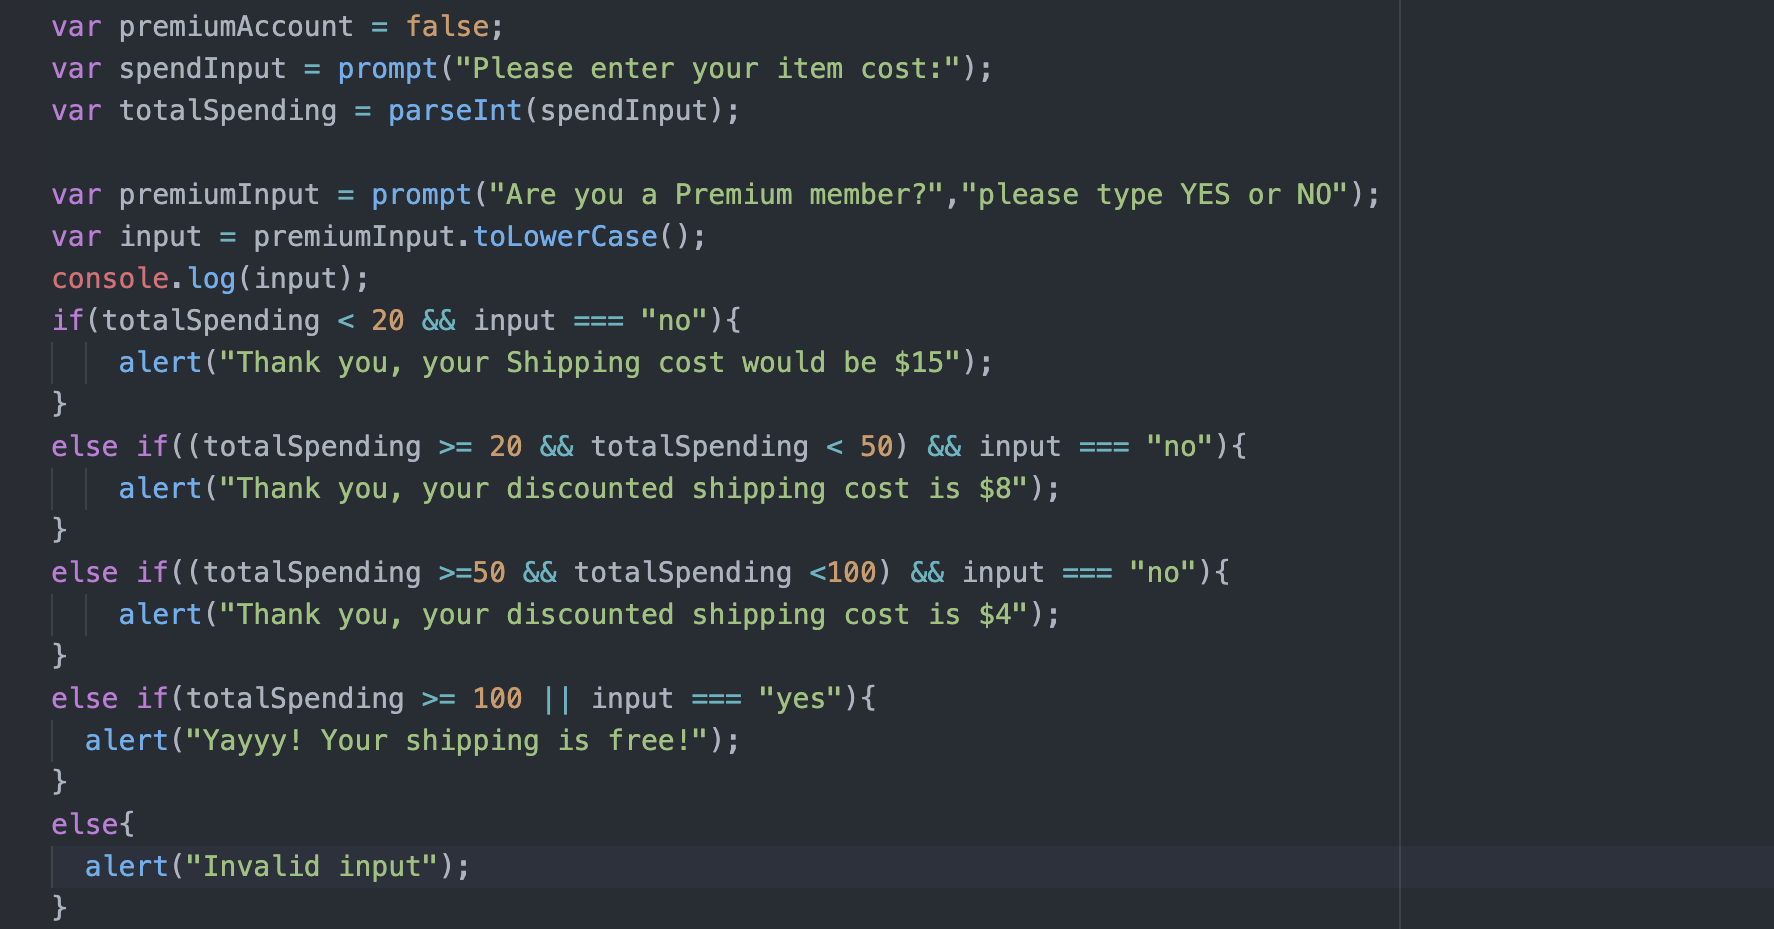 var premiumAccount = false;
var spendInput = prompt("Please enter your item cost:");
var totalSpending = parseInt(spendInput);

var premiumInput = prompt("Are you a Premium member?","please type YES or NO");
var input = premiumInput.toLowerCase();
console.log(input);
if(totalSpending < 20 && input === "no"){
    alert("Thank you, your Shipping cost would be $15");
}
else if((totalSpending >= 20 && totalSpending < 50) && input === "no"){
    alert("Thank you, your discounted shipping cost is $8");
}
else if((totalSpending >=50 && totalSpending <100) && input === "no"){
    alert("Thank you, your discounted shipping cost is $4");
}
else if(totalSpending >= 100 || input === "yes"){
  alert("Yayyy! Your shipping is free!");
}
else{
  alert("Invalid input");
}